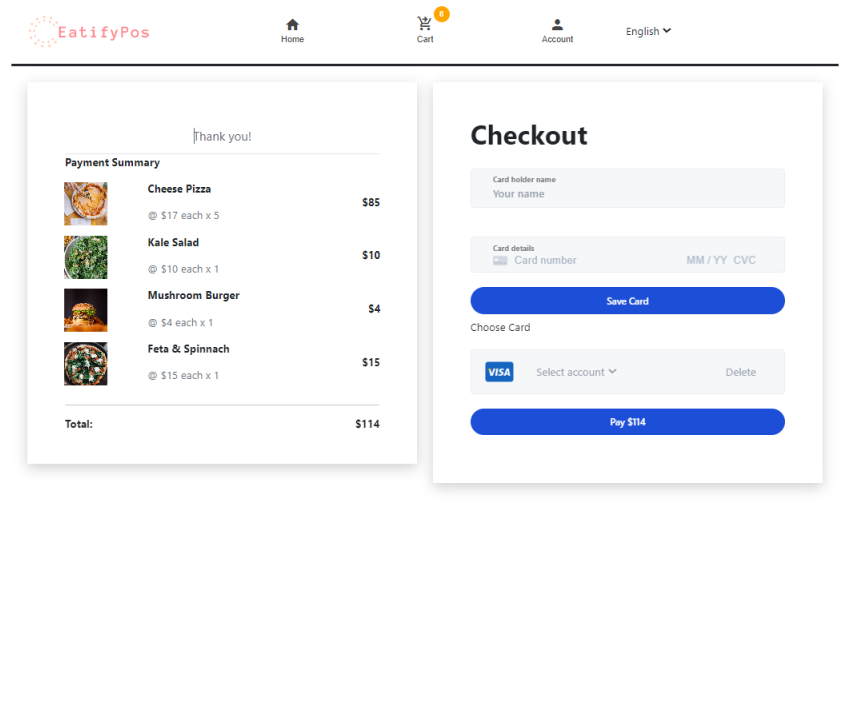 EatifyPos
Home
8
Cart
Account
English
Thank you!
Payment Summary
Cheese Pizza
@ $17 each x 5
$85
Kale Salad
@ $10 each x 1
$10
Mushroom Burger
@ $4 each x 1
$4
Feta & Spinnach
@ $15 each x 1
$15
Total:
$114
Checkout
Card holder name
Your name
Card details
Card number MM / YY CVC
Save Card
Choose Card
VISA Select account Delete
Pay $114